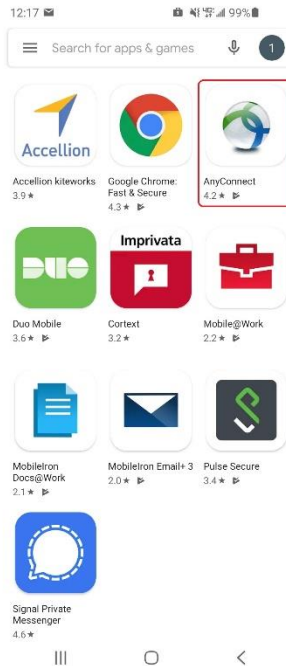 12:17 99%
Search for apps & games 1
Accellion
Imprivata
DUO
Accellion kiteworks
3.9★
Google Chrome:
Fast & Secure
4.3★
AnyConnect
4.2★
Duo Mobile
3.6★
Cortext
3.2★
Mobile@Work
2.2★
MobileIron
Docs@Work
2.1★
MobileIron Email+ 3
2.0★
Pulse Secure
3.4★
Signal Private
Messenger
4.6★